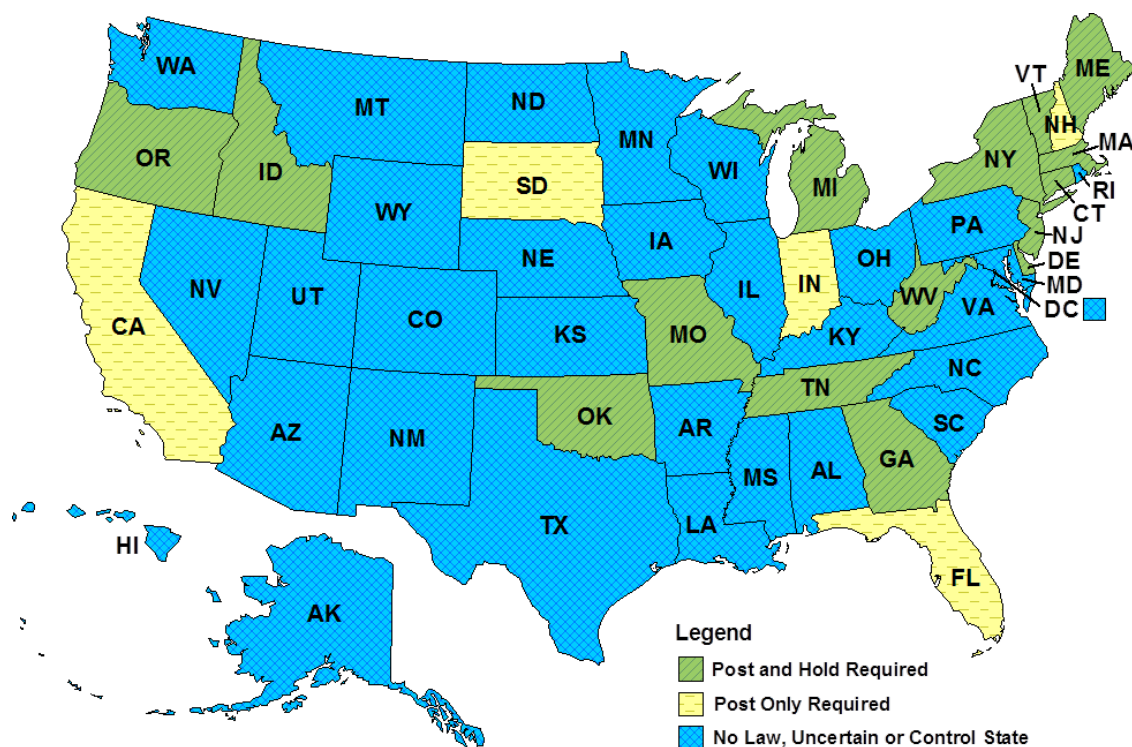 WA
MT
ND
MN
VT
ME
NH
OR
ID
SD
WI
NY
MA
MI
WY
RI
CT
IA
PA
NJ
NE
OH
DE
NV
UT
IL
IN
MD
CA
CO
WV
VA
DC
KS
MO
KY
NC
TN
OK
AZ
NM
AR
SC
GA
MS
AL
TX
LA
HI
FL
AK
Legend
Post and Hold Required
Post Only Required
No Law, Uncertain or Control State